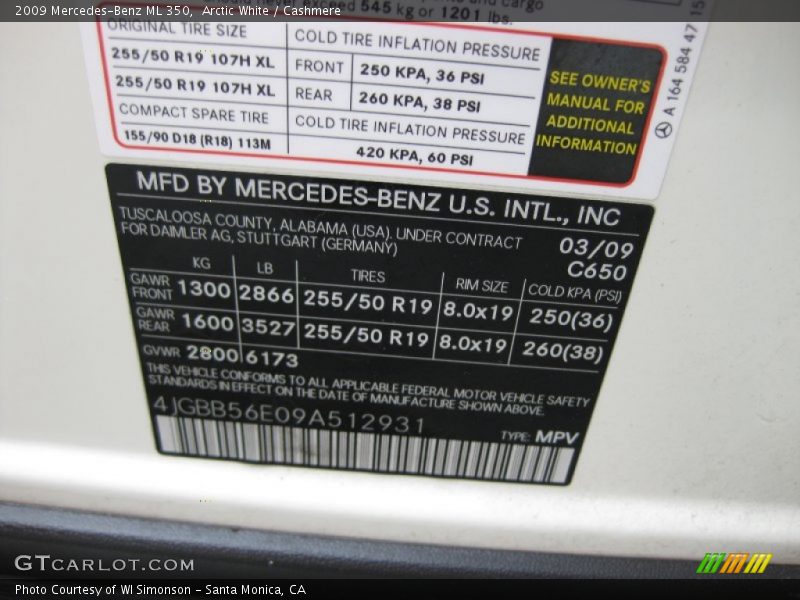 2009 Mercedes-Benz ML 350, Arctic White / Cashmere
exceed 545 kg or 1201 lbs.
ORIGINAL TIRE SIZE
COLD TIRE INFLATION PRESSURE
255/50 R19 107H XL
FRONT 250 KPA, 36 PSI
255/50 R19 107H XL
REAR 260 KPA, 38 PSI
COMPACT SPARE TIRE
COLD TIRE INFLATION PRESSURE
155/90 D18 (R18) 113M
420 KPA, 60 PSI
SEE OWNER'S
MANUAL FOR
ADDITIONAL
INFORMATION
A 164 584 47 15
MFD BY MERCEDES-BENZ U.S. INTL., INC
TUSCALOOSA COUNTY, ALABAMA (USA). UNDER CONTRACT
FOR DAIMLER AG, STUTTGART (GERMANY)
03/09
C650
KG LB TIRES RIM SIZE COLD KPA (PSI)
GAWR
FRONT 1300 2866 255/50 R19 8.0x19 250(36)
GAWR
REAR 1600 3527 255/50 R19 8.0x19 260(38)
GVWR 2800 6173
THIS VEHICLE CONFORMS TO ALL APPLICABLE FEDERAL MOTOR VEHICLE SAFETY
STANDARDS IN EFFECT ON THE DATE OF MANUFACTURE SHOWN ABOVE.
4JGBB56E09A512931
TYPE: MPV
GTCARLOT.COM
Photo Courtesy of WI Simonson - Santa Monica, CA